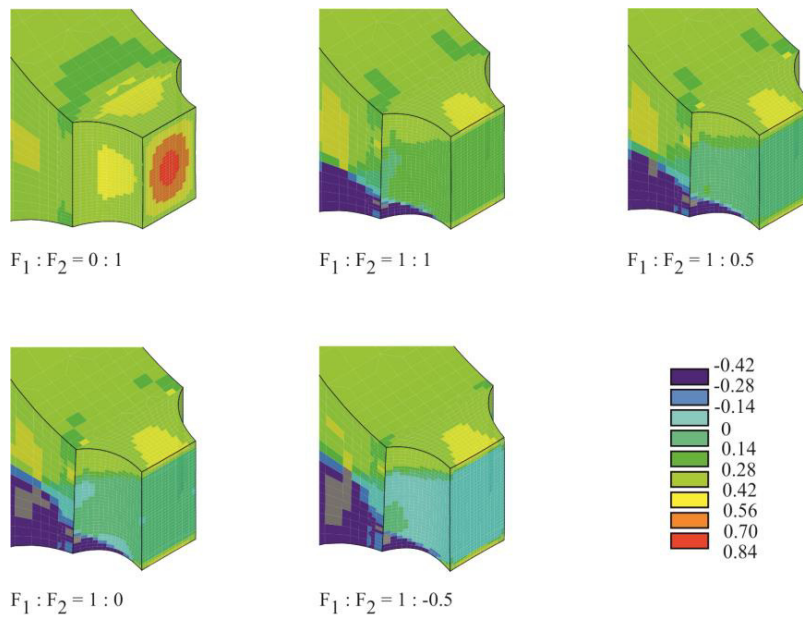 F1 : F2 = 0 : 1
F1 : F2 = 1 : 1
F1 : F2 = 1 : 0.5
F1 : F2 = 1 : 0
F1 : F2 = 1 : -0.5
-0.42
-0.28
-0.14
0
0.14
0.28
0.42
0.56
0.70
0.84